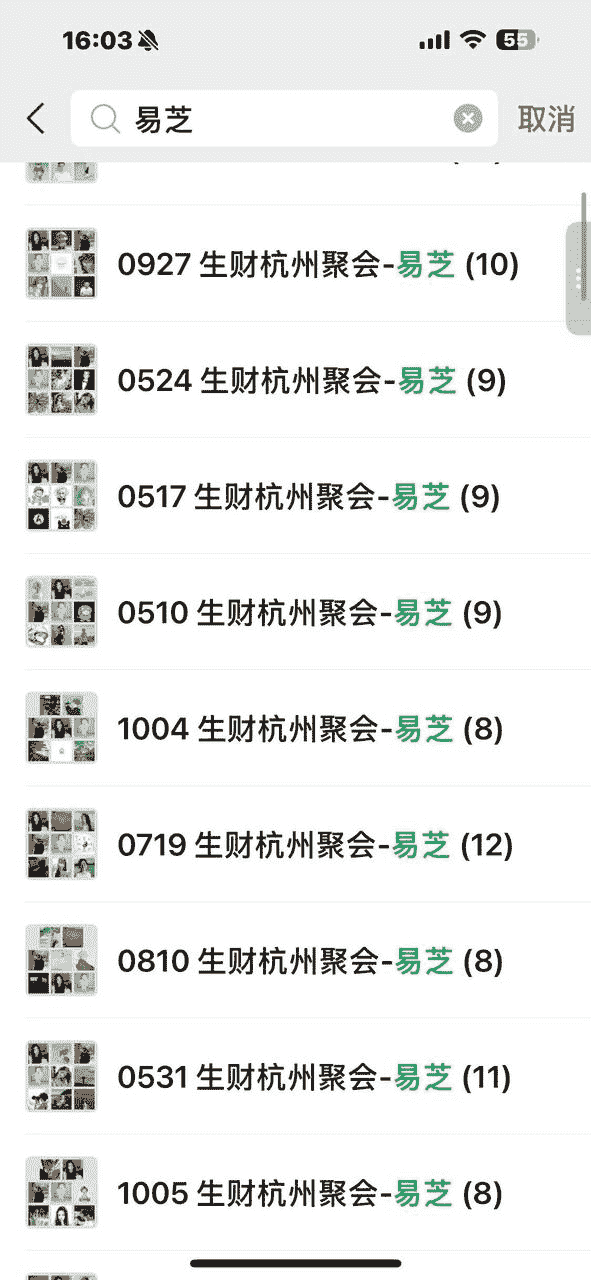 16:03
55
易芝
取消
0927 生财杭州聚会-易芝 (10)
0524 生财杭州聚会-易芝 (9)
0517 生财杭州聚会-易芝 (9)
0510 生财杭州聚会-易芝 (9)
1004 生财杭州聚会-易芝 (8)
0719 生财杭州聚会-易芝 (12)
0810 生财杭州聚会-易芝 (8)
0531 生财杭州聚会-易芝 (11)
1005 生财杭州聚会-易芝 (8)